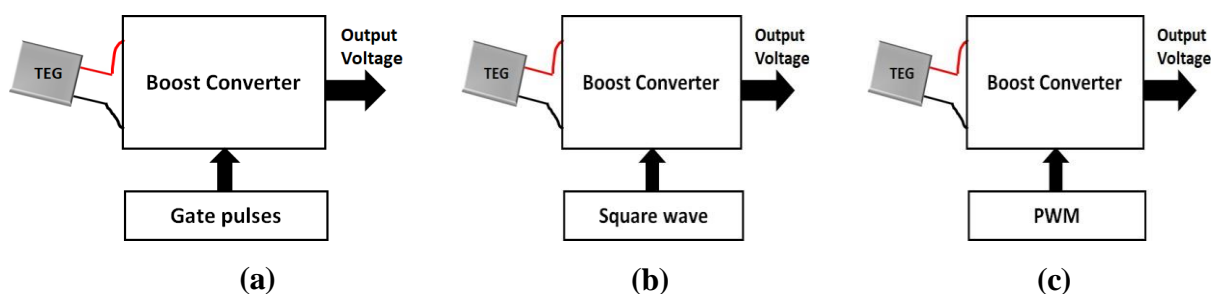 TEG
Boost Converter
Output
Voltage
Gate pulses
(a)
TEG
Boost Converter
Output
Voltage
Square wave
(b)
TEG
Boost Converter
Output
Voltage
PWM
(c)